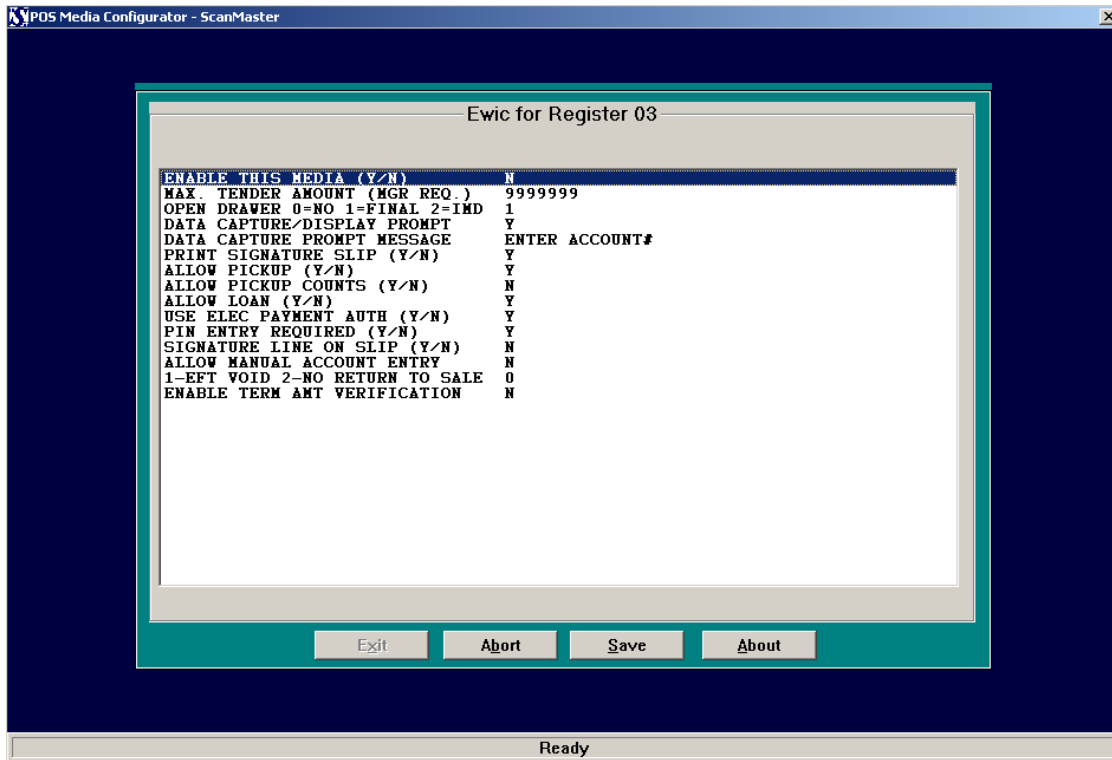 POS Media Configurator - ScanMaster
Ewic for Register 03
ENABLE THIS MEDIA (Y/N) N
MAX. TENDER AMOUNT (MGR REQ.) 9999999
OPEN DRAWER 0=NO 1=FINAL 2=IMD 1
DATA CAPTURE/DISPLAY PROMPT Y
DATA CAPTURE PROMPT MESSAGE ENTER ACCOUNT#
PRINT SIGNATURE SLIP (Y/N) Y
ALLOW PICKUP (Y/N) Y
ALLOW PICKUP COUNTS (Y/N) N
ALLOW LOAN (Y/N) Y
USE ELEC PAYMENT AUTH (Y/N) Y
PIN ENTRY REQUIRED (Y/N) Y
SIGNATURE LINE ON SLIP (Y/N) N
ALLOW MANUAL ACCOUNT ENTRY N
1-EFT VOID 2-NO RETURN TO SALE 0
ENABLE TERM AMT VERIFICATION N
Exit Abort Save About
Ready